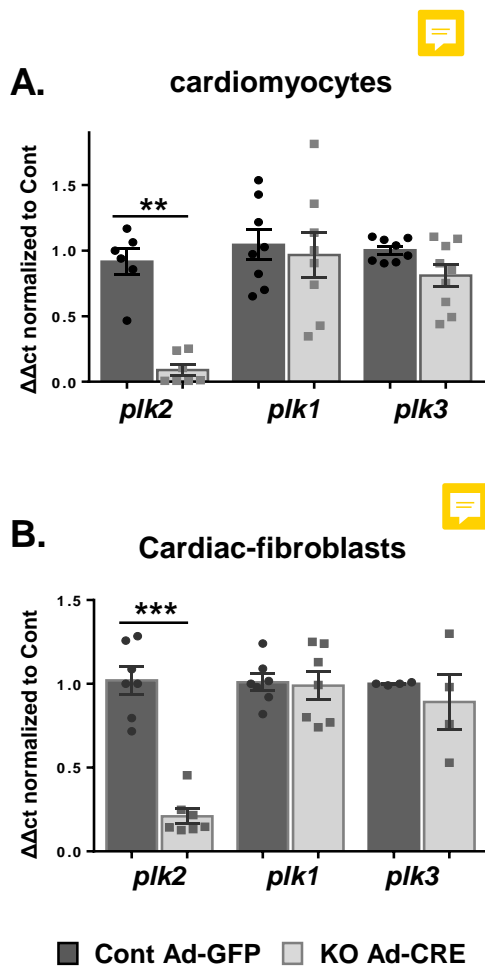 A.
cardiomyocytes
ΔΔct normalized to Cont
1.5
1.0
0.5
0.0
**
plk2 plk1 plk3
B.
Cardiac-fibroblasts
ΔΔct normalized to Cont
1.5
1.0
0.5
0.0
***
plk2 plk1 plk3
Cont Ad-GFP KO Ad-CRE